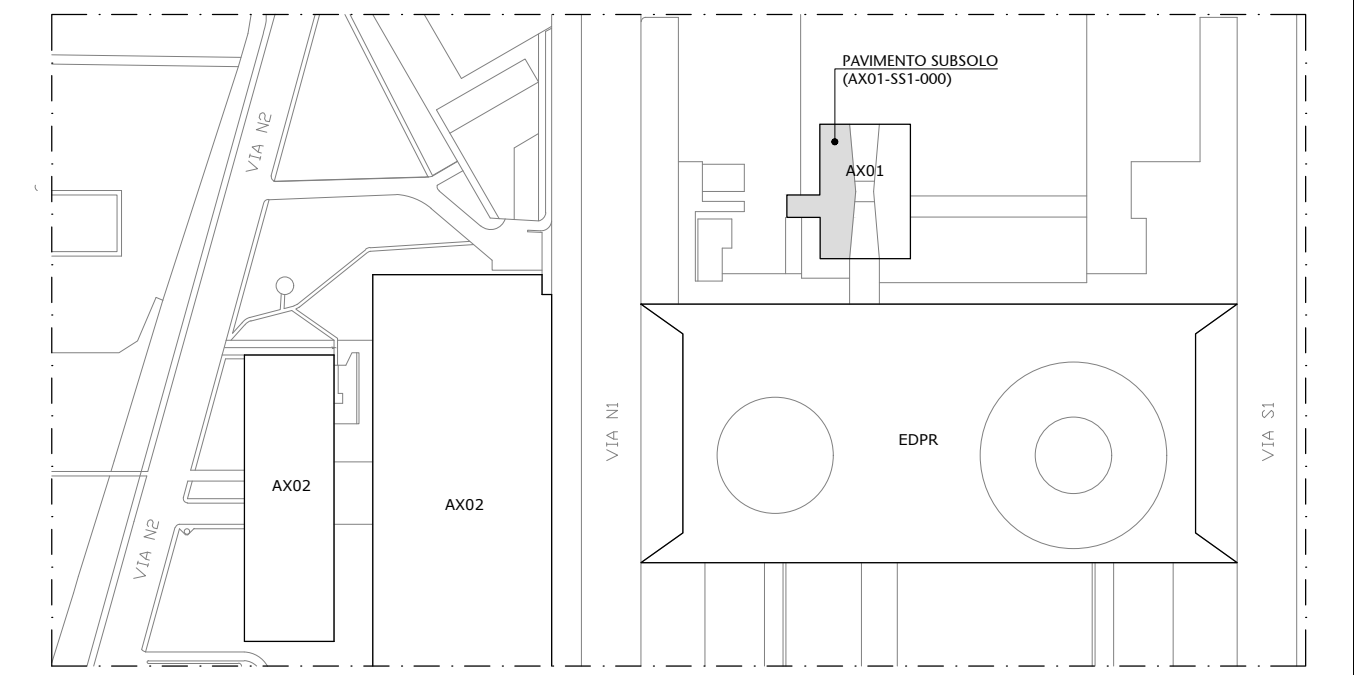 PAVIMENTO SUBSOLO
(AX01-SS1-000)
VIA N2
AX01
VIA N1
VIA S1
EDPR
AX02
AX02
VIA N2